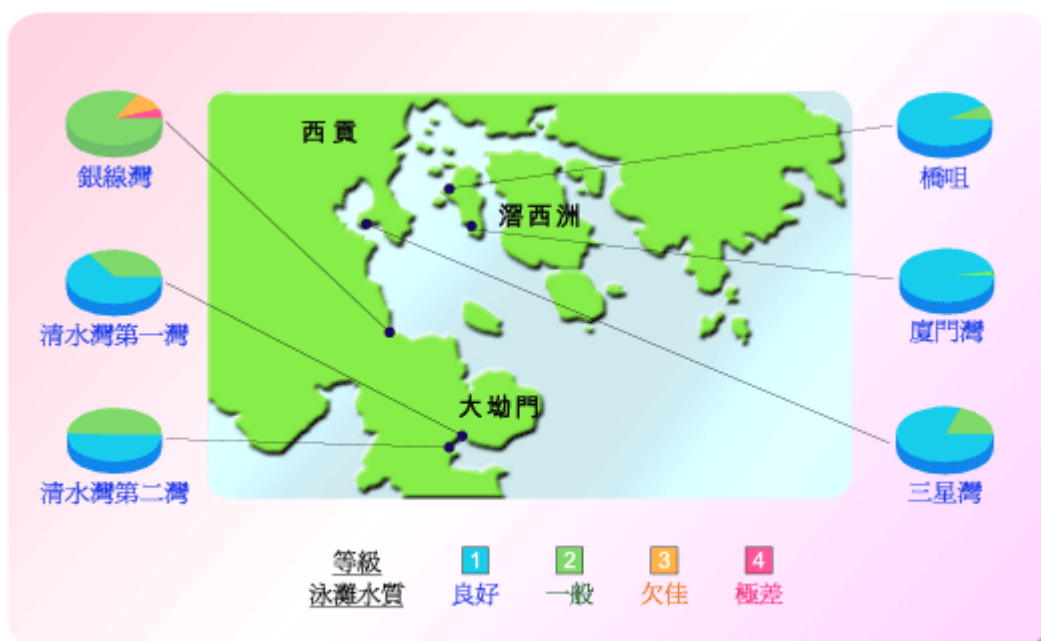 西貢
銀線灣
橋咀
滘西洲
清水灣第一灣
廈門灣
大坳門
清水灣第二灣
三星灣
等級 1 2 3 4
泳灘水質 良好 一般 欠佳 極差